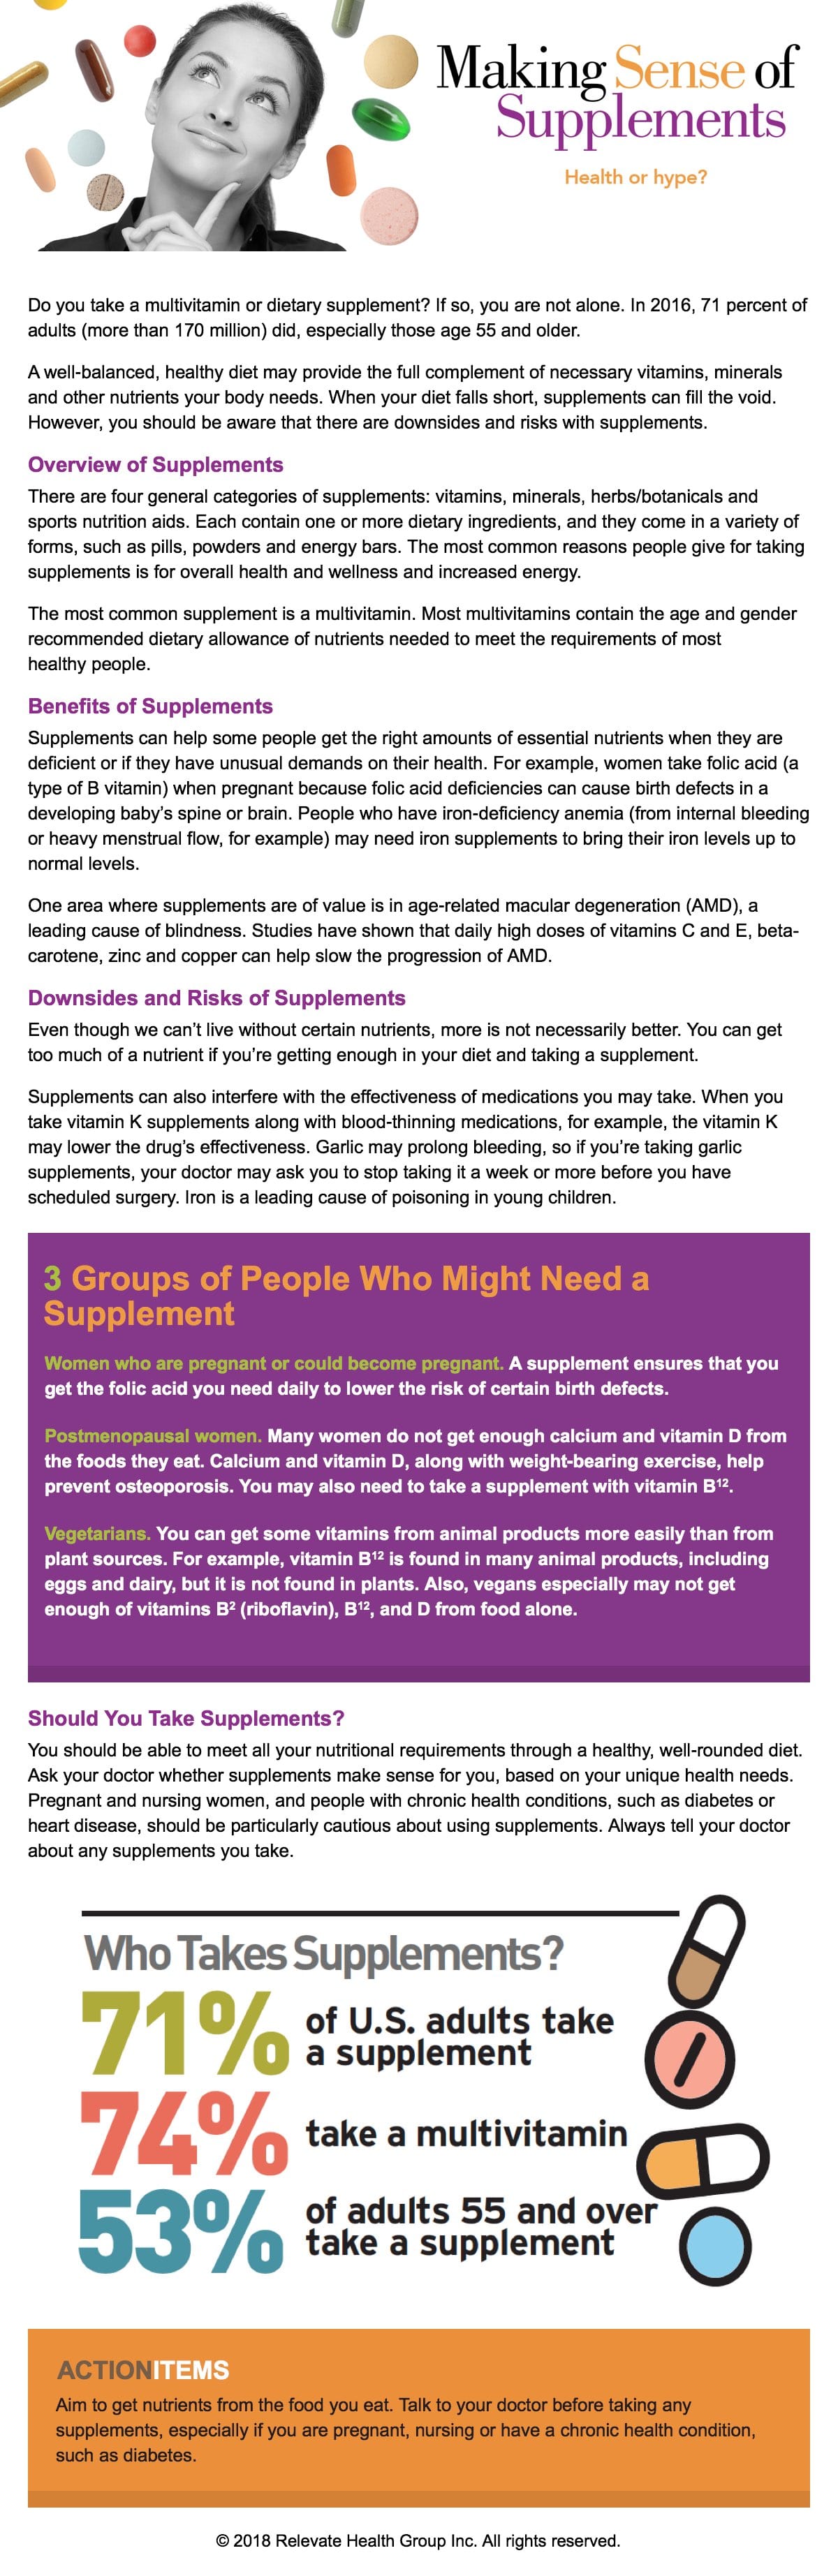 Making Sense of
Supplements
Health or hype?
Do you take a multivitamin or dietary supplement? If so, you are not alone. In 2016, 71 percent of
adults (more than 170 million) did, especially those age 55 and older.
A well-balanced, healthy diet may provide the full complement of necessary vitamins, minerals
and other nutrients your body needs. When your diet falls short, supplements can fill the void.
However, you should be aware that there are downsides and risks with supplements.
Overview of Supplements
There are four general categories of supplements: vitamins, minerals, herbs/botanicals and
sports nutrition aids. Each contain one or more dietary ingredients, and they come in a variety of
forms, such as pills, powders and energy bars. The most common reasons people give for taking
supplements is for overall health and wellness and increased energy.
The most common supplement is a multivitamin. Most multivitamins contain the age and gender
recommended dietary allowance of nutrients needed to meet the requirements of most
healthy people.
Benefits of Supplements
Supplements can help some people get the right amounts of essential nutrients when they are
deficient or if they have unusual demands on their health. For example, women take folic acid (a
type of B vitamin) when pregnant because folic acid deficiencies can cause birth defects in a
developing baby’s spine or brain. People who have iron-deficiency anemia (from internal bleeding
or heavy menstrual flow, for example) may need iron supplements to bring their iron levels up to
normal levels.
One area where supplements are of value is in age-related macular degeneration (AMD), a
leading cause of blindness. Studies have shown that daily high doses of vitamins C and E, beta-
carotene, zinc and copper can help slow the progression of AMD.
Downsides and Risks of Supplements
Even though we can’t live without certain nutrients, more is not necessarily better. You can get
too much of a nutrient if you’re getting enough in your diet and taking a supplement.
Supplements can also interfere with the effectiveness of medications you may take. When you
take vitamin K supplements along with blood-thinning medications, for example, the vitamin K
may lower the drug’s effectiveness. Garlic may prolong bleeding, so if you’re taking garlic
supplements, your doctor may ask you to stop taking it a week or more before you have
scheduled surgery. Iron is a leading cause of poisoning in young children.
3 Groups of People Who Might Need a
Supplement
Women who are pregnant or could become pregnant. A supplement ensures that you
get the folic acid you need daily to lower the risk of certain birth defects.
Postmenopausal women. Many women do not get enough calcium and vitamin D from
the foods they eat. Calcium and vitamin D, along with weight-bearing exercise, help
prevent osteoporosis. You may also need to take a supplement with vitamin B¹².
Vegetarians. You can get some vitamins from animal products more easily than from
plant sources. For example, vitamin B¹² is found in many animal products, including
eggs and dairy, but it is not found in plants. Also, vegans especially may not get
enough of vitamins B² (riboflavin), B¹², and D from food alone.
Should You Take Supplements?
You should be able to meet all your nutritional requirements through a healthy, well-rounded diet.
Ask your doctor whether supplements make sense for you, based on your unique health needs.
Pregnant and nursing women, and people with chronic health conditions, such as diabetes or
heart disease, should be particularly cautious about using supplements. Always tell your doctor
about any supplements you take.
Who Takes Supplements?
71% of U.S. adults take
a supplement
74% take a multivitamin
53% of adults 55 and over
take a supplement
ACTIONITEMS
Aim to get nutrients from the food you eat. Talk to your doctor before taking any
supplements, especially if you are pregnant, nursing or have a chronic health condition,
such as diabetes.
© 2018 Relevate Health Group Inc. All rights reserved.